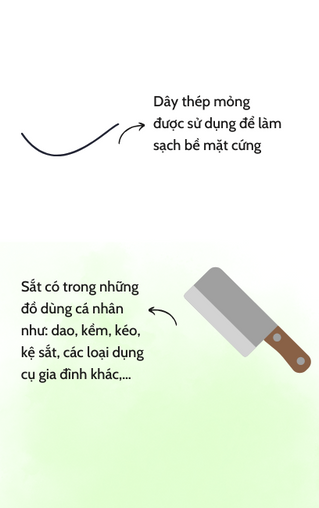 Dây thép mỏng
được sử dụng để làm
sạch bề mặt cứng
Sắt có trong những
đồ dùng cá nhân
như: dao, kềm, kéo,
kệ sắt, các loại dụng
cụ gia đình khác,...